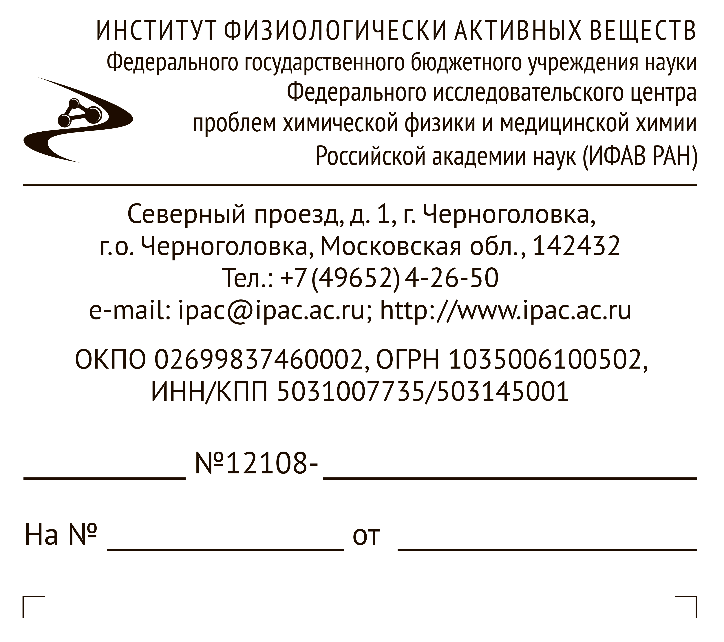 ИНСТИТУТ ФИЗИОЛОГИЧЕСКИ АКТИВНЫХ ВЕЩЕСТВ
Федерального государственного бюджетного учреждения науки
Федерального исследовательского центра
проблем химической физики и медицинской химии
Российской академии наук (ИФАВ РАН)
Северный проезд, д. 1, г. Черноголовка,
г.о. Черноголовка, Московская обл., 142432
Тел.: +7 (49652) 4-26-50
e-mail: ipac@ipac.ac.ru; http://www.ipac.ac.ru
ОКПО 02699837460002, ОГРН 1035006100502,
ИНН/КПП 5031007735/503145001
__________ №12108-______________________
На № ______________ от __________________